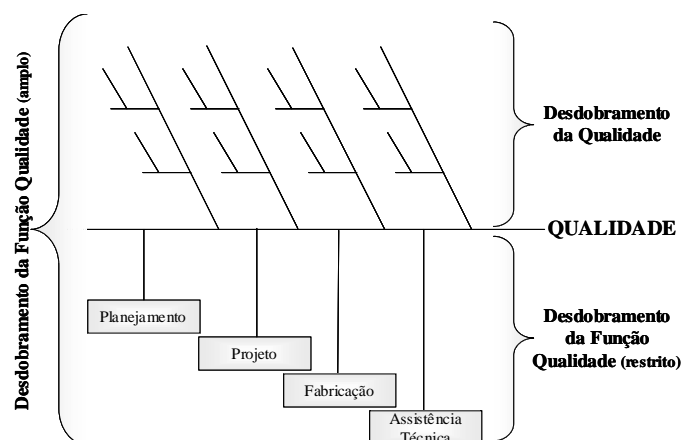 Desdobramento da Função Qualidade (amplo)
Desdobramento
da Qualidade
QUALIDADE
Planejamento
Projeto
Fabricação
Assistência
Técnica
Desdobramento
da Função
Qualidade (restrito)